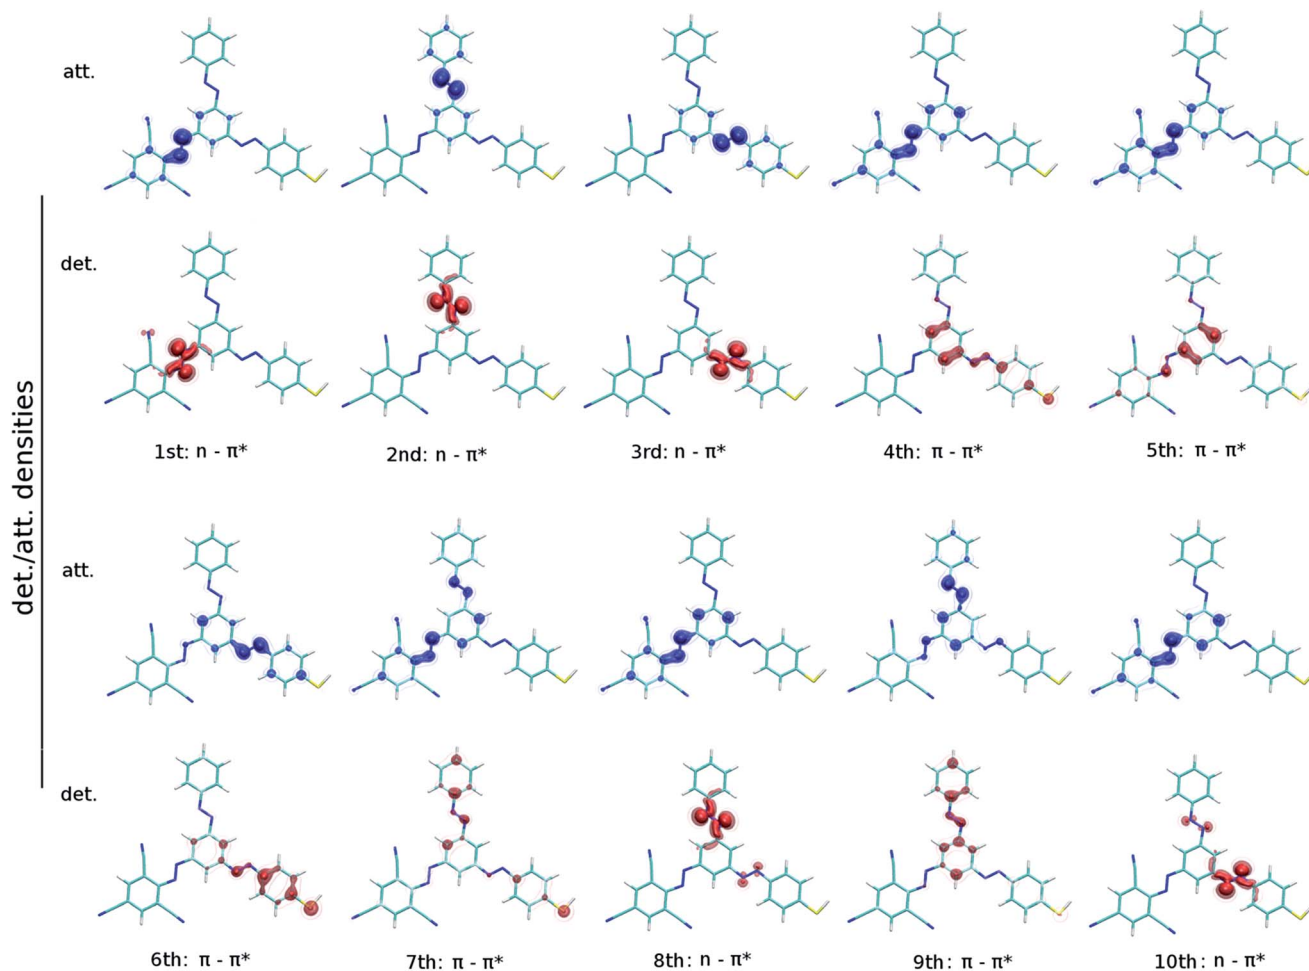 att.
det.
1st: n - π* 2nd: n - π* 3rd: n - π* 4th: π - π* 5th: π - π*
det./att. densities
att.
det.
6th: π - π* 7th: π - π* 8th: n - π* 9th: π - π* 10th: n - π*